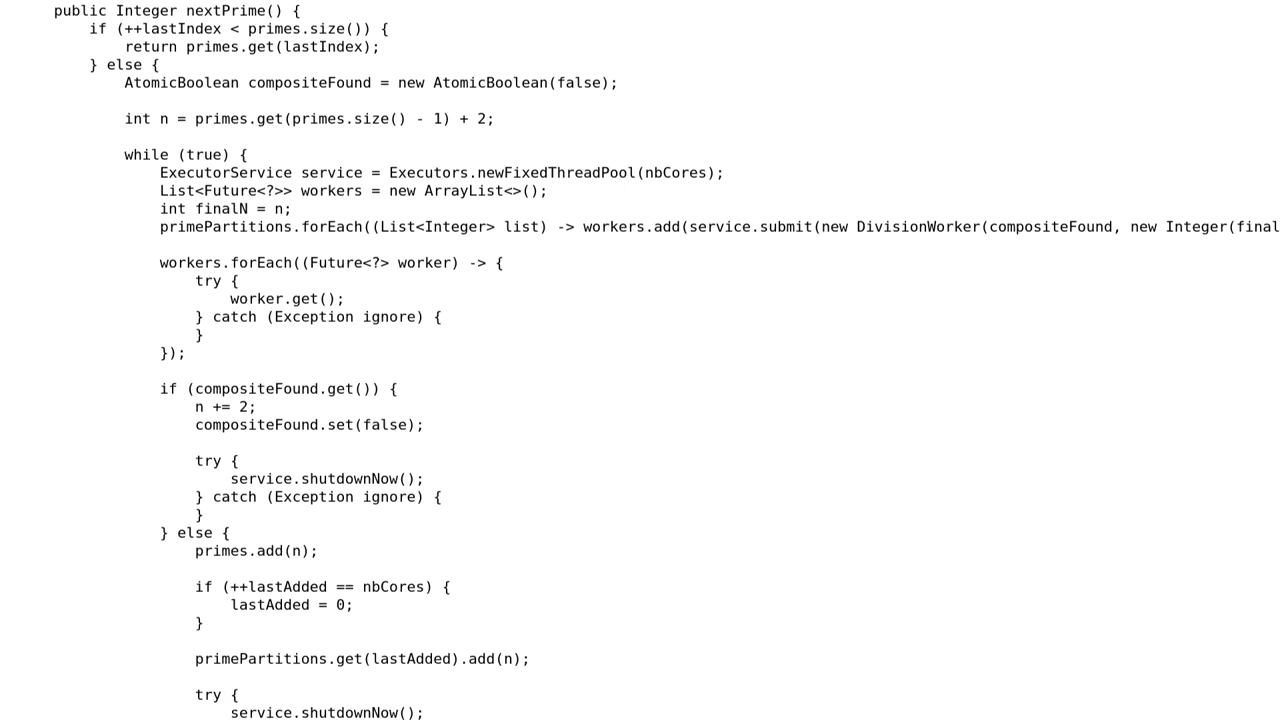 public Integer nextPrime() {
if (++lastIndex < primes.size()) {
return primes.get(lastIndex);
} else {
AtomicBoolean compositeFound = new AtomicBoolean(false);
int n = primes.get(primes.size() - 1) + 2;
while (true) {
ExecutorService service = Executors.newFixedThreadPool(nbCores);
List<Future<?>> workers = new ArrayList<>();
int finalN = n;
primePartitions.forEach((List<Integer> list) -> workers.add(service.submit(new DivisionWorker(compositeFound, new Integer(final
workers.forEach((Future<?> worker) -> {
try {
worker.get();
} catch (Exception ignore) {
}
});
if (compositeFound.get()) {
n += 2;
compositeFound.set(false);
try {
service.shutdownNow();
} catch (Exception ignore) {
}
} else {
primes.add(n);
if (++lastAdded == nbCores) {
lastAdded = 0;
}
primePartitions.get(lastAdded).add(n);
try {
service.shutdownNow();